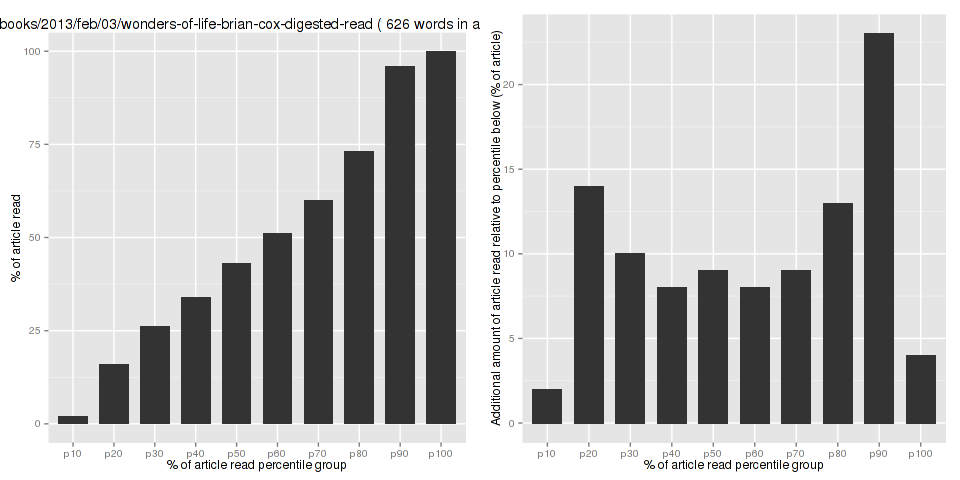 books/2013/feb/03/wonders-of-life-brian-cox-digested-read ( 626 words in a
% of article read
100
75
50
25
0
p10 p20 p30 p40 p50 p60 p70 p80 p90 p100
% of article read percentile group
Additional amount of article read relative to percentile below (% of article)
20
15
10
5
0
p10 p20 p30 p40 p50 p60 p70 p80 p90 p100
% of article read percentile group